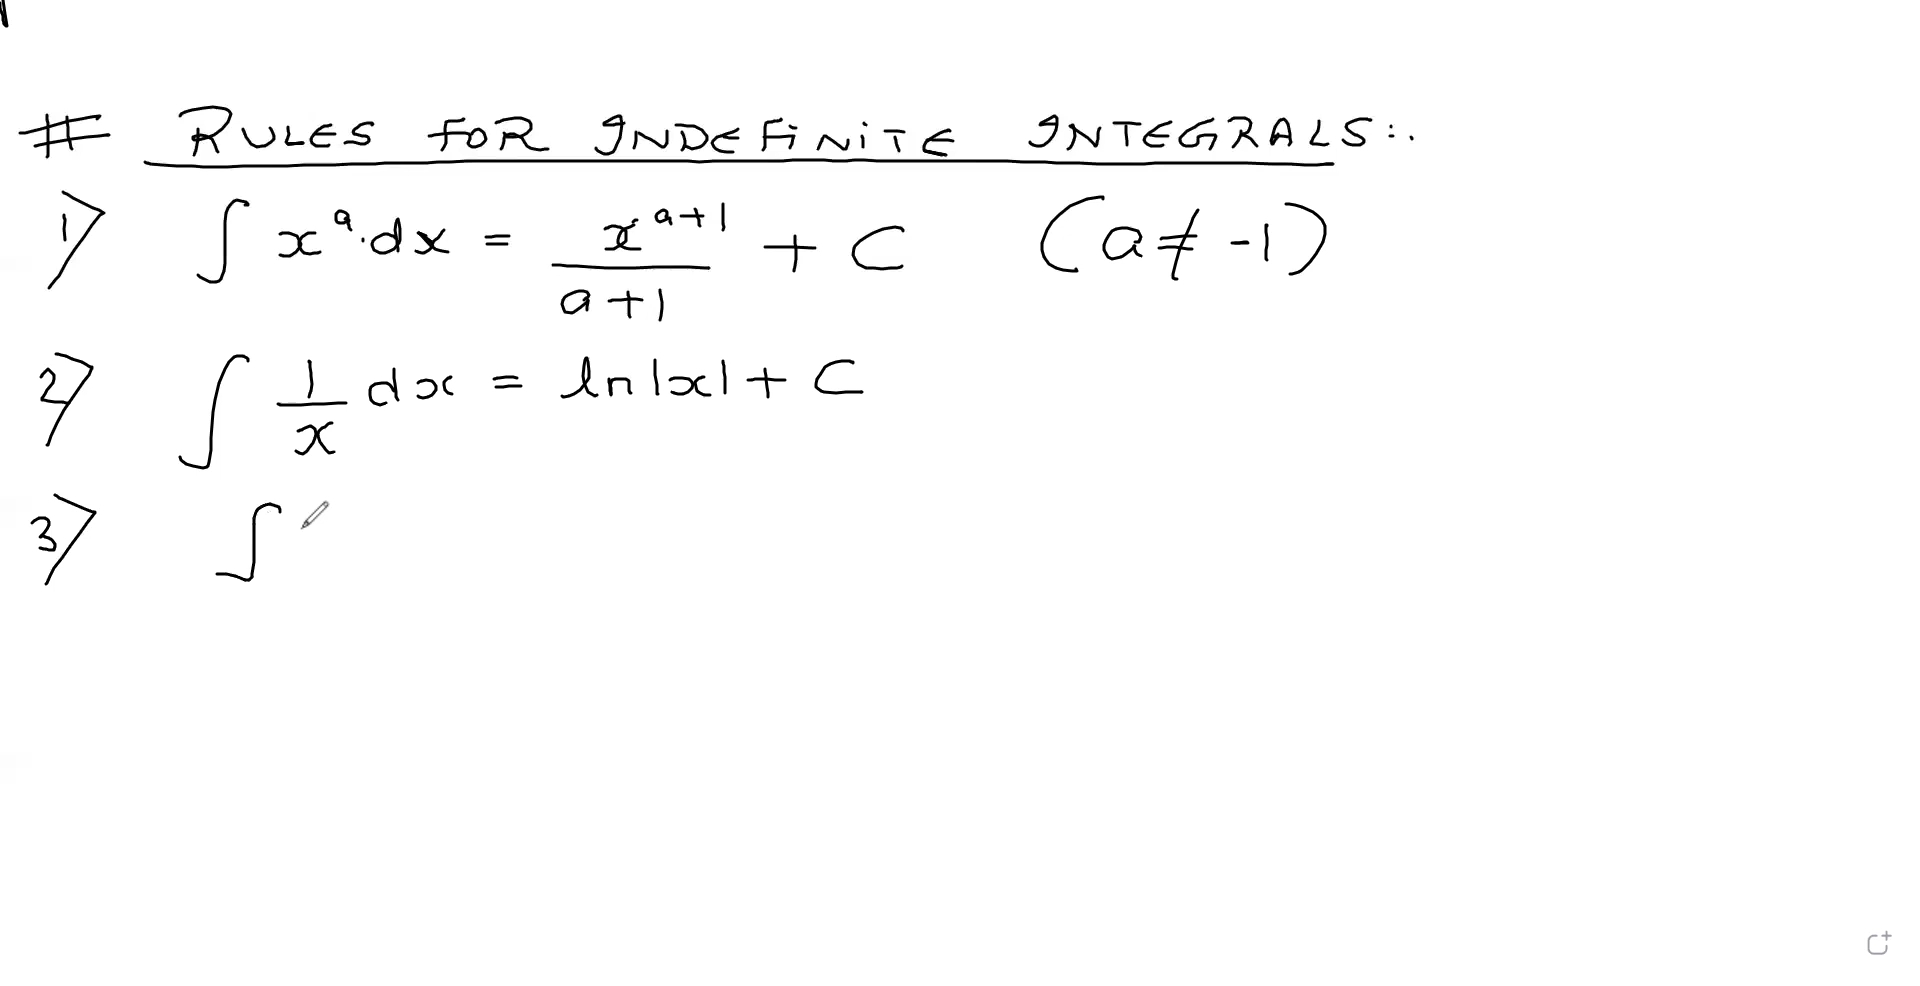 # RULES FOR INDEFINITE INTEGRALS:.
1> ∫ x^a.dx = x^(a+1)/(a+1) + C (a ≠ -1)
2> ∫ 1/x dx = ln|x| + C
3> ∫